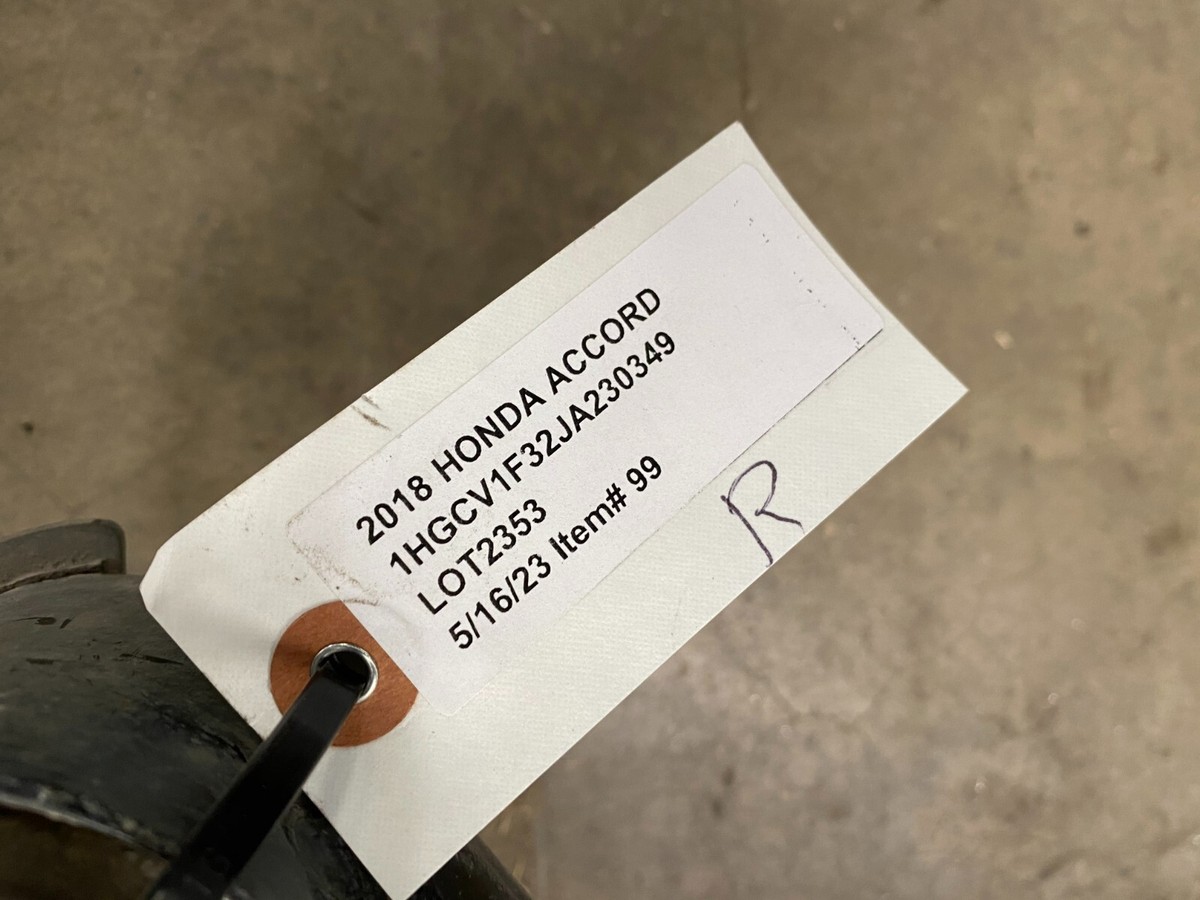 2018 HONDA ACCORD
1HGCV1F32JA230349
LOT2353
5/16/23 Item# 99
R